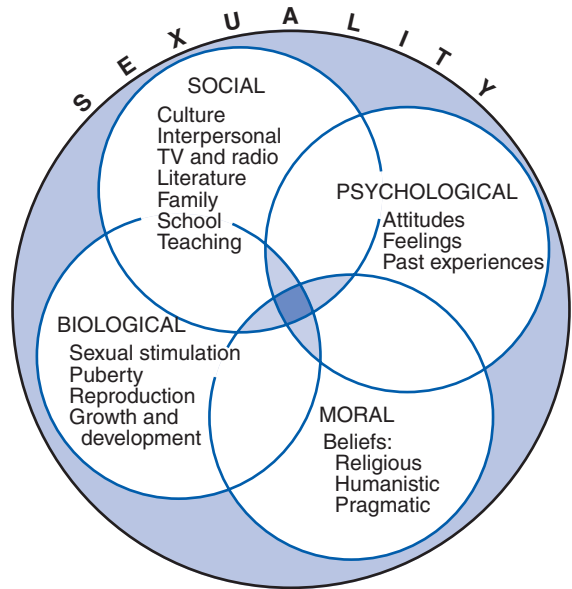 SEXUALITY
SOCIAL
Culture
Interpersonal
TV and radio
Literature
Family
School
Teaching
PSYCHOLOGICAL
Attitudes
Feelings
Past experiences
BIOLOGICAL
Sexual stimulation
Puberty
Reproduction
Growth and
development
MORAL
Beliefs:
Religious
Humanistic
Pragmatic